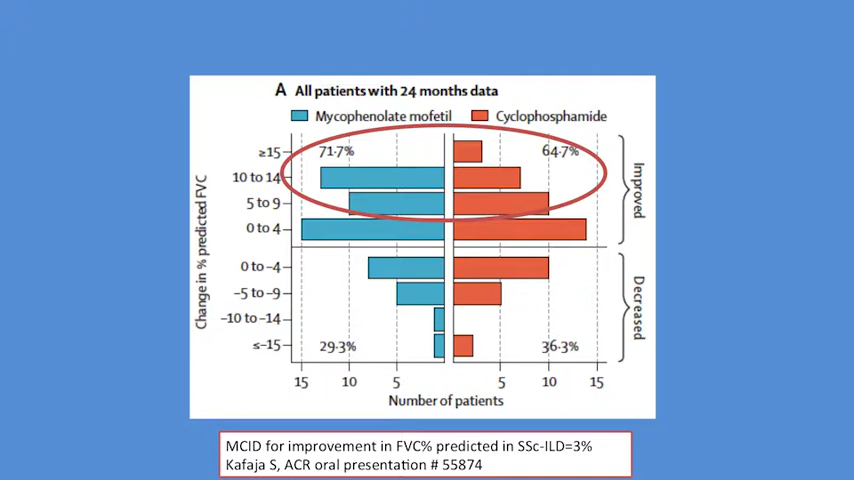 A All patients with 24 months data
Mycophenolate mofetil Cyclophosphamide
Change in % predicted FVC
≥15 71·7% 64·7%
10 to 14
5 to 9
0 to 4
Improved
0 to −4
−5 to −9
−10 to −14
≤−15 29·3% 36·3%
Decreased
15 10 5 5 10 15
Number of patients
MCID for improvement in FVC% predicted in SSc-ILD=3%
Kafaja S, ACR oral presentation # 55874